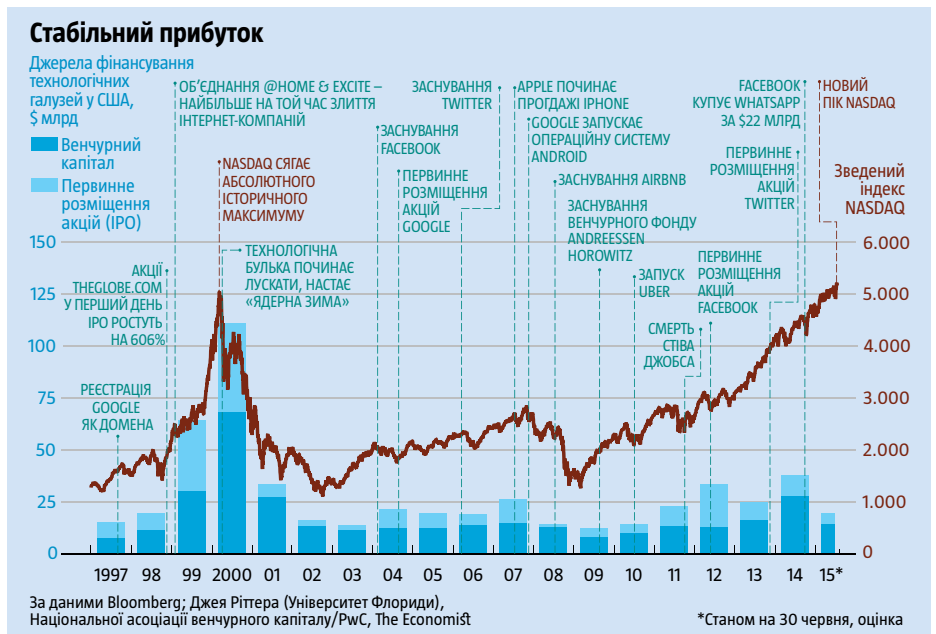 Стабільний прибуток
Джерела фінансування
технологічних
галузей у США,
$ млрд
Венчурний
капітал
Первинне
розміщення
акцій (IPO)
ОБ'ЄДНАННЯ @HOME & EXCITE –
НАЙБІЛЬШЕ НА ТОЙ ЧАС ЗЛИТТЯ
ІНТЕРНЕТ-КОМПАНІЙ
NASDAQ СЯГАЄ
АБСОЛЮТНОГО
ІСТОРИЧНОГО
МАКСИМУМУ
ЗАСНУВАННЯ
FACEBOOK
ПЕРВИННЕ
РОЗМІЩЕННЯ
АКЦІЙ
GOOGLE
ЗАСНУВАННЯ
TWITTER
APPLE ПОЧИНАЄ
ПРОГДАЖІ IPHONE
GOOGLE ЗАПУСКАЄ
ОПЕРАЦІЙНУ СИСТЕМУ
ANDROID
ЗАСНУВАННЯ AIRBNB
ЗАСНУВАННЯ
ВЕНЧУРНОГО ФОНДУ
ANDREESSEN
HOROWITZ
FACEBOOK
КУПУЄ WHATSAPP
ЗА $22 МЛРД
ПЕРВИННЕ
РОЗМІЩЕННЯ
АКЦІЙ
TWITTER
НОВИЙ
ПІК NASDAQ
Зведений
індекс
NASDAQ
АКЦІЇ
THEGLOBE.COM
У ПЕРШИЙ ДЕНЬ
IPO РОСТУТЬ
НА 606%
ТЕХНОЛОГІЧНА
БУЛЬКА ПОЧИНАЄ
ЛУСКАТИ, НАСТАЄ
«ЯДЕРНА ЗИМА»
ЗАПУСК
UBER
ПЕРВИННЕ
РОЗМІЩЕННЯ
АКЦІЙ
FACEBOOK
СМЕРТЬ
СТІВА
ДЖОБСА
РЕЄСТРАЦІЯ
GOOGLE
ЯК ДОМЕНА
150
125
100
75
50
25
0
6.000
5.000
4.000
3.000
2.000
1.000
0
1997 98 99 2000 01 02 03 04 05 06 07 08 09 10 11 12 13 14 15*
За даними Bloomberg; Джея Ріттера (Університет Флориди),
Національної асоціації венчурного капіталу/PwC, The Economist
*Станом на 30 червня, оцінка